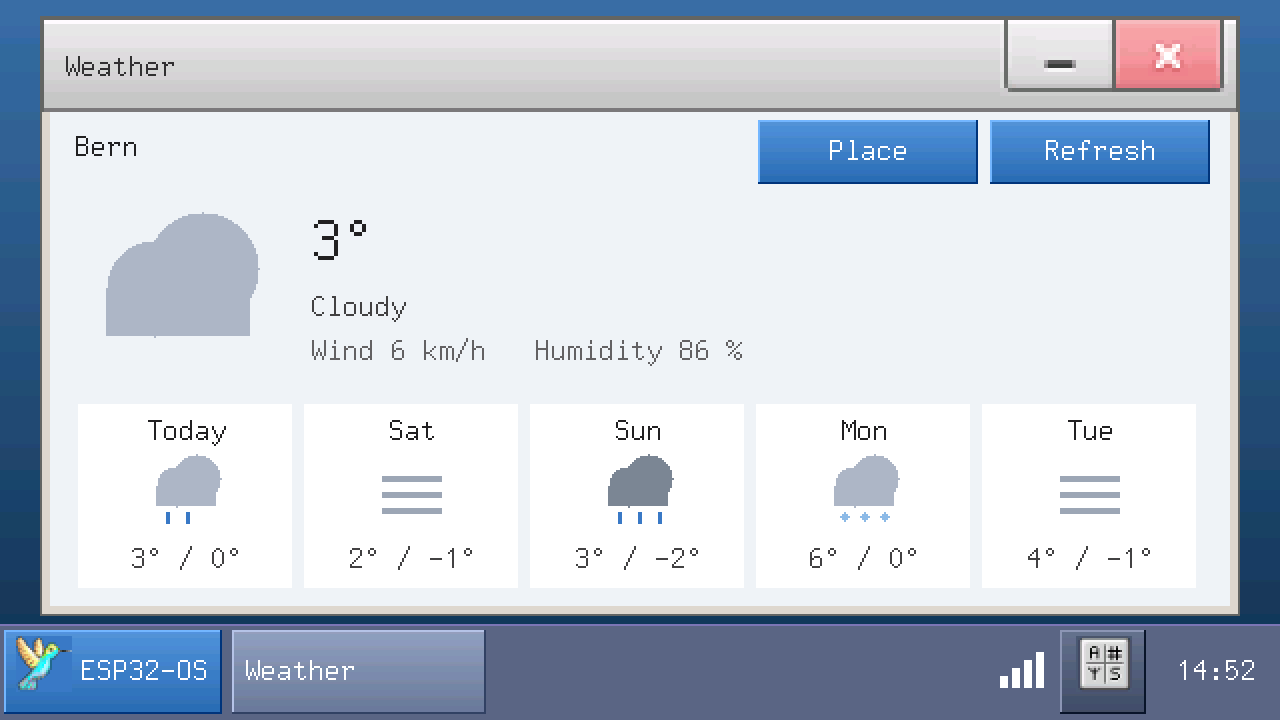 Weather
Bern
Place
Refresh
3°
Cloudy
Wind 6 km/h Humidity 86 %
Today
Sat
Sun
Mon
Tue
3° / 0°
2° / -1°
3° / -2°
6° / 0°
4° / -1°
ESP32-OS
Weather
A #
Y S
14:52